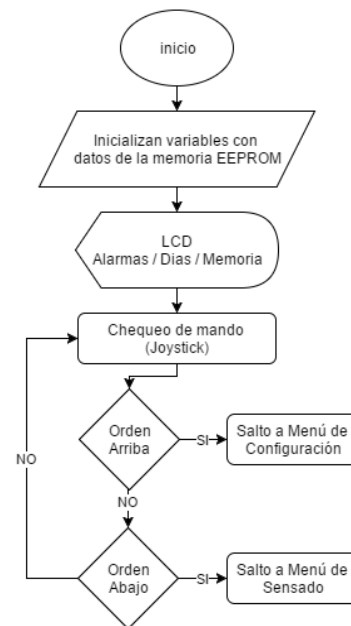 inicio
Inicializan variables con
datos de la memoria EEPROM
LCD
Alarmas / Dias / Memoria
Chequeo de mando
(Joystick)
Orden
Arriba
SI
Salto a Menú de
Configuración
NO
NO
Orden
Abajo
SI
Salto a Menú de
Sensado